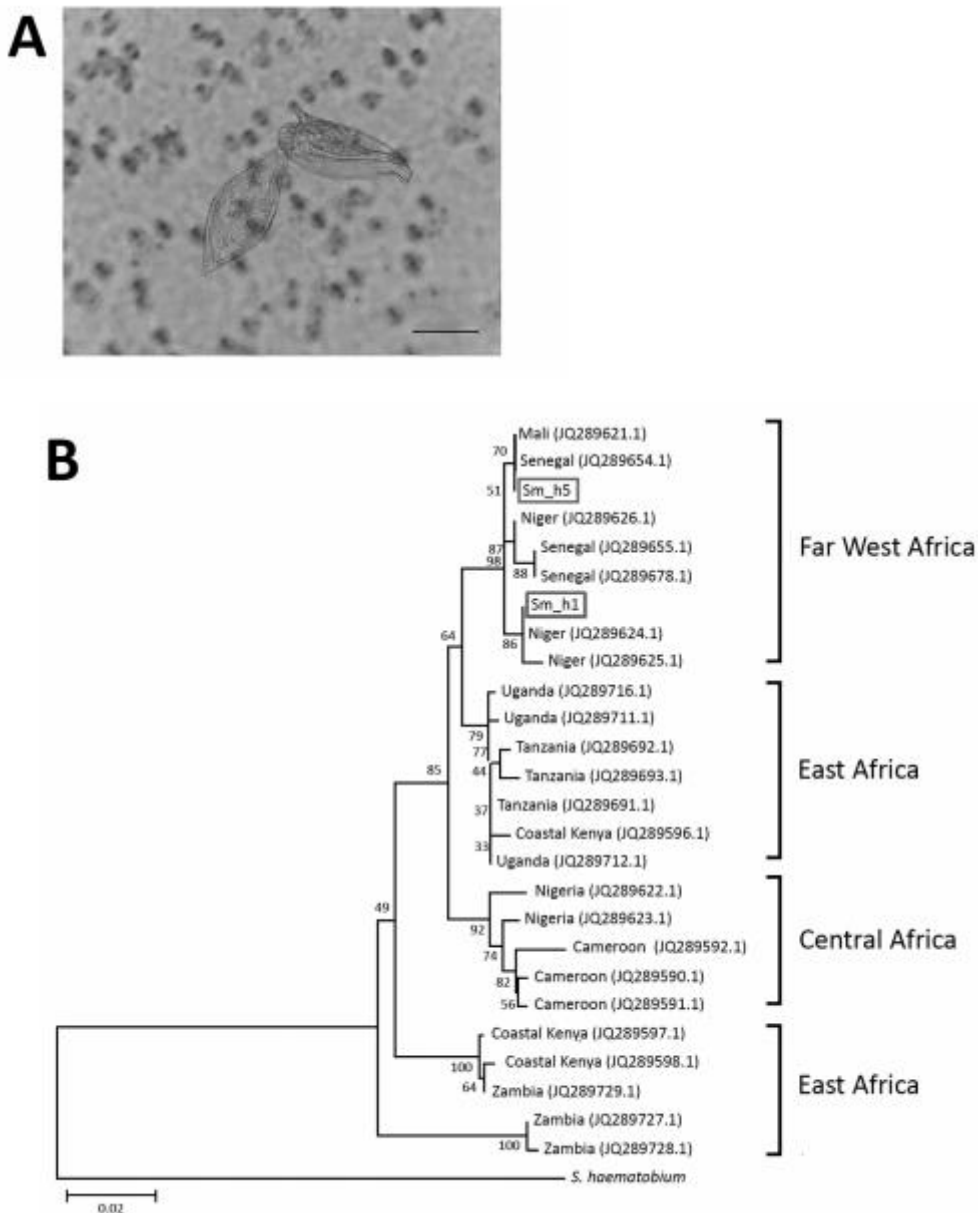 A
B
70
Mali (JQ289621.1)
Senegal (JQ289654.1)
51
Sm_h5
Niger (JQ289626.1)
87
98
Senegal (JQ289655.1)
88
Senegal (JQ289678.1)
Sm_h1
Niger (JQ289624.1)
86
Niger (JQ289625.1)
Far West Africa
64
Uganda (JQ289716.1)
Uganda (JQ289711.1)
79
77
Tanzania (JQ289692.1)
44
Tanzania (JQ289693.1)
85
37
Tanzania (JQ289691.1)
Coastal Kenya (JQ289596.1)
33
Uganda (JQ289712.1)
East Africa
Nigeria (JQ289622.1)
49
92
Nigeria (JQ289623.1)
74
Cameroon (JQ289592.1)
82
Cameroon (JQ289590.1)
56
Cameroon (JQ289591.1)
Central Africa
Coastal Kenya (JQ289597.1)
100
Coastal Kenya (JQ289598.1)
64
Zambia (JQ289729.1)
Zambia (JQ289727.1)
100
Zambia (JQ289728.1)
East Africa
S. haematobium
0.02